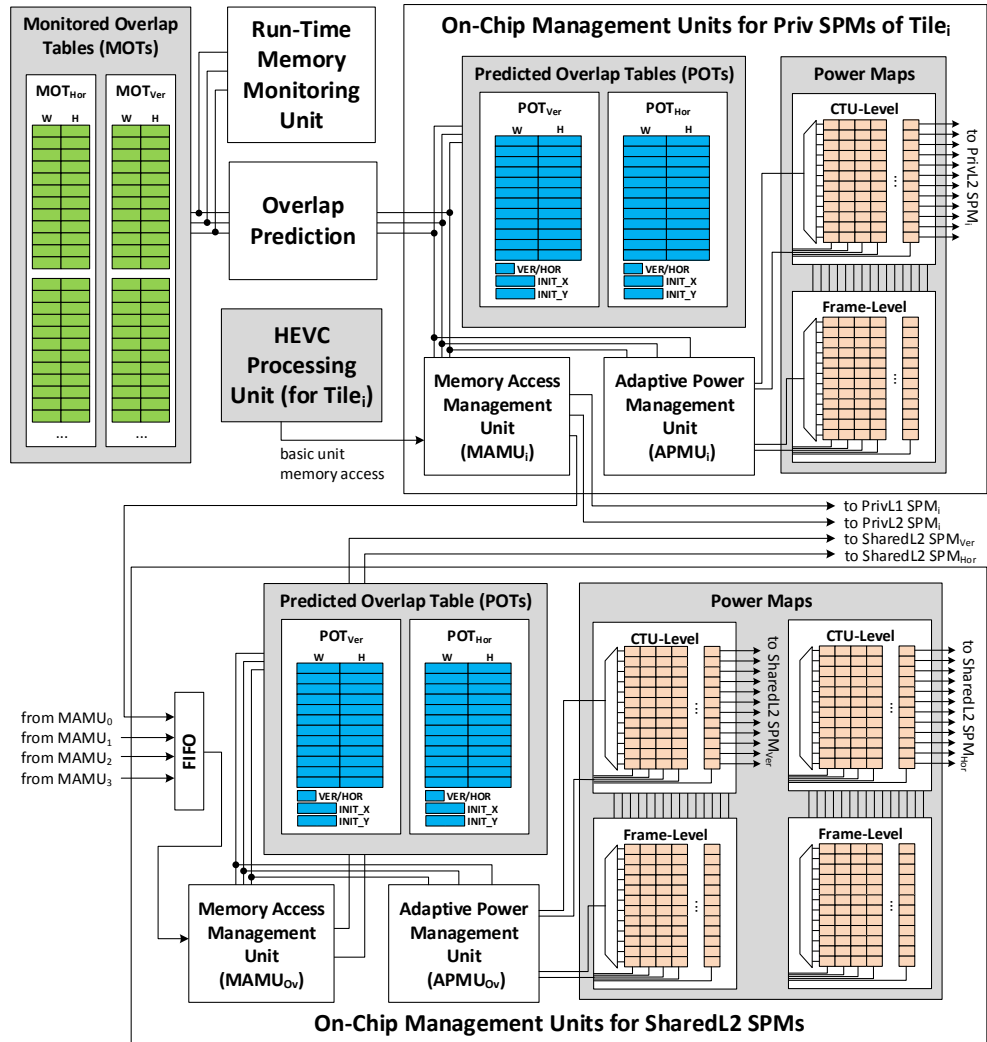 Monitored Overlap
Tables (MOTs)
MOTHor
MOTVer
W H
W H
...
...
Run-Time
Memory
Monitoring
Unit
Overlap
Prediction
HEVC
Processing
Unit (for Tilei)
basic unit
memory access
On-Chip Management Units for Priv SPMs of Tilei
Predicted Overlap Tables (POTs)
POTVer
W H
VER/HOR
INIT_X
INIT_Y
POTHor
W H
VER/HOR
INIT_X
INIT_Y
Power Maps
CTU-Level
...
to PrivL2 SPMi
Frame-Level
...
Memory Access
Management
Unit
(MAMUi)
Adaptive Power
Management
Unit
(APMUi)
to PrivL1 SPMi
to PrivL2 SPMi
to SharedL2 SPMVer
to SharedL2 SPMHor
Predicted Overlap Table (POTs)
POTVer
W H
VER/HOR
INIT_X
INIT_Y
POTHor
W H
VER/HOR
INIT_X
INIT_Y
Power Maps
CTU-Level
...
to SharedL2 SPMVer
CTU-Level
...
to SharedL2 SPMHor
Frame-Level
...
Frame-Level
...
from MAMU0
from MAMU1
from MAMU2
from MAMU3
FIFO
Memory Access
Management
Unit
(MAMUOv)
Adaptive Power
Management
Unit
(APMUOv)
On-Chip Management Units for SharedL2 SPMs